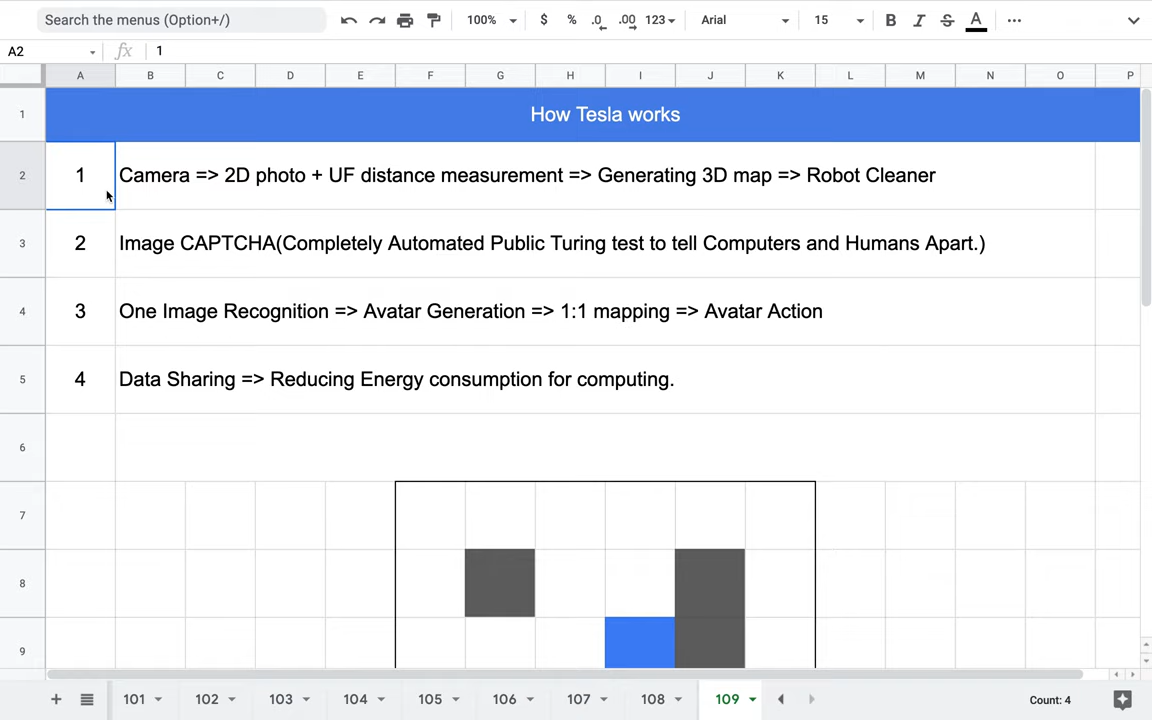 Search the menus (Option+/)
100%
$ % .0 .00 123
Arial
15
B I S A
A2
fx 1
A B C D E F G H I J K L M N O P
1 How Tesla works
2 1 Camera => 2D photo + UF distance measurement => Generating 3D map => Robot Cleaner
3 2 Image CAPTCHA(Completely Automated Public Turing test to tell Computers and Humans Apart.)
4 3 One Image Recognition => Avatar Generation => 1:1 mapping => Avatar Action
5 4 Data Sharing => Reducing Energy consumption for computing.
6
7
8
9
101 102 103 104 105 106 107 108 109 Count: 4